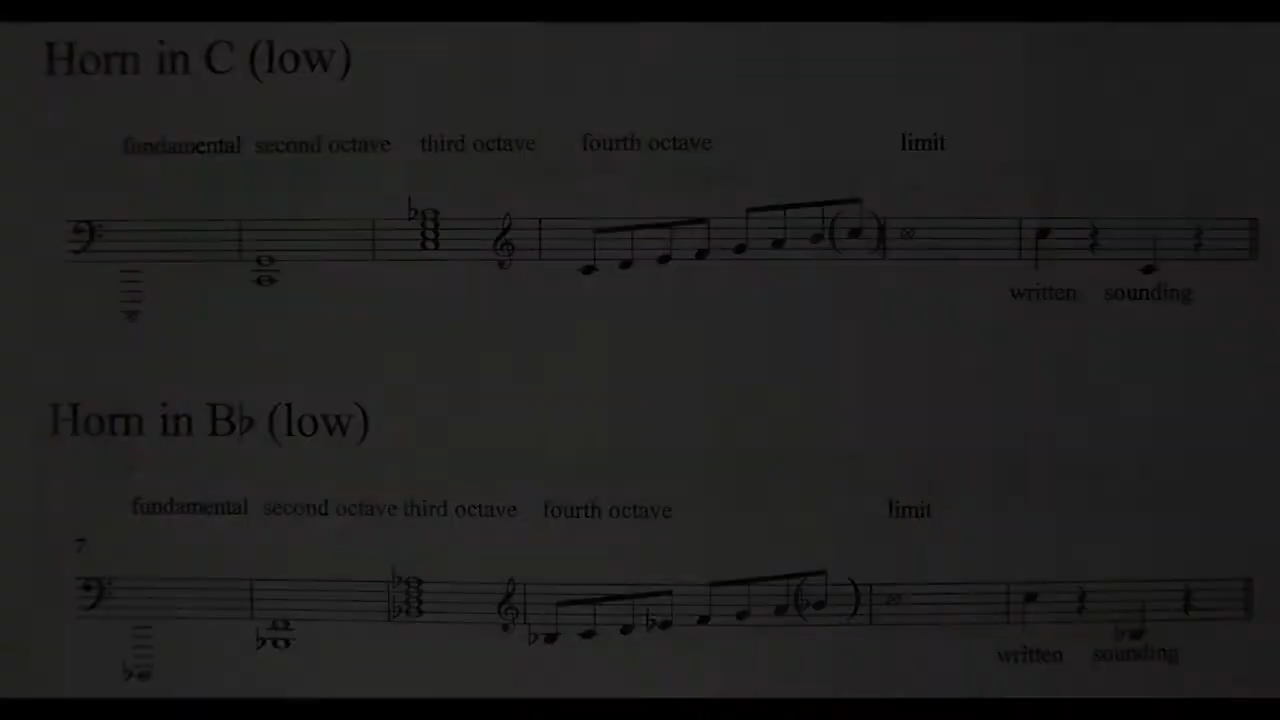 Horn in C (low)
fundamental second octave third octave fourth octave limit
written sounding
Horn in B♭ (low)
fundamental second octave third octave fourth octave limit
7
written sounding